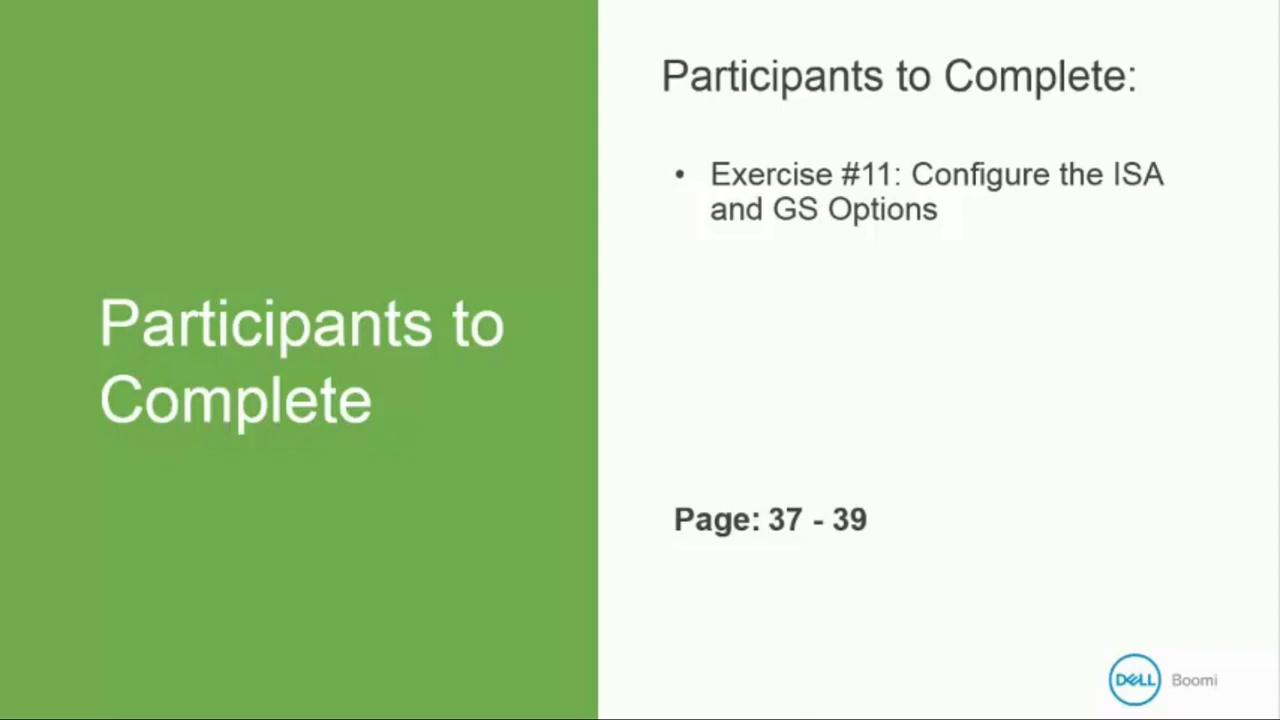 Participants to
Complete
Participants to Complete:
• Exercise #11: Configure the ISA
and GS Options
Page: 37 - 39
DELL Boomi